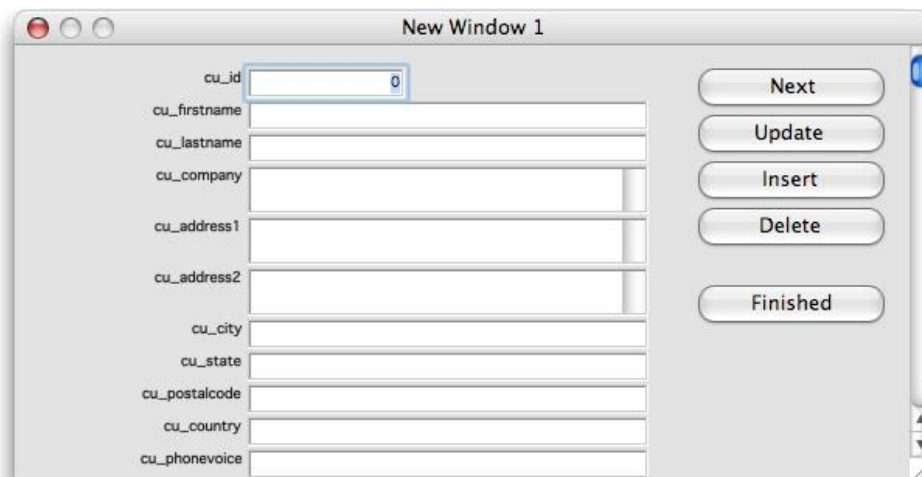 New Window 1
cu_id 0
cu_firstname
cu_lastname
cu_company
cu_address1
cu_address2
cu_city
cu_state
cu_postalcode
cu_country
cu_phonevoice
Next
Update
Insert
Delete
Finished